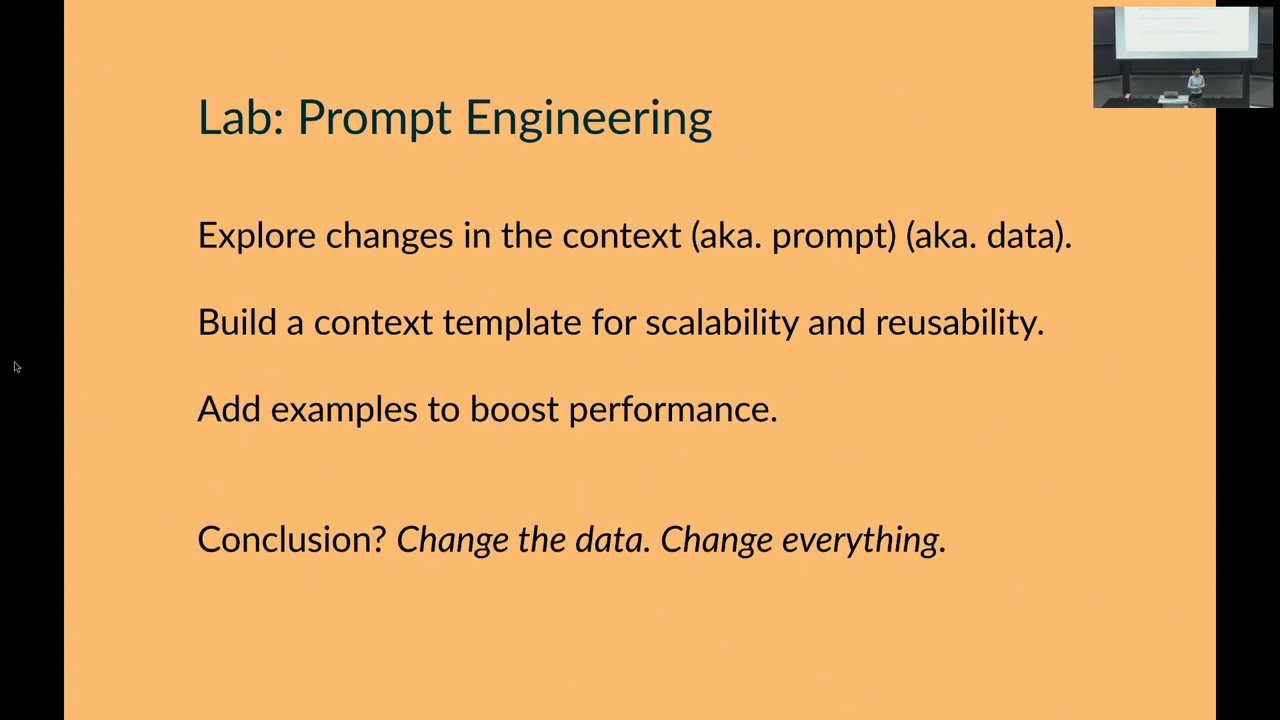 Lab: Prompt Engineering
Explore changes in the context (aka. prompt) (aka. data).
Build a context template for scalability and reusability.
Add examples to boost performance.
Conclusion? Change the data. Change everything.